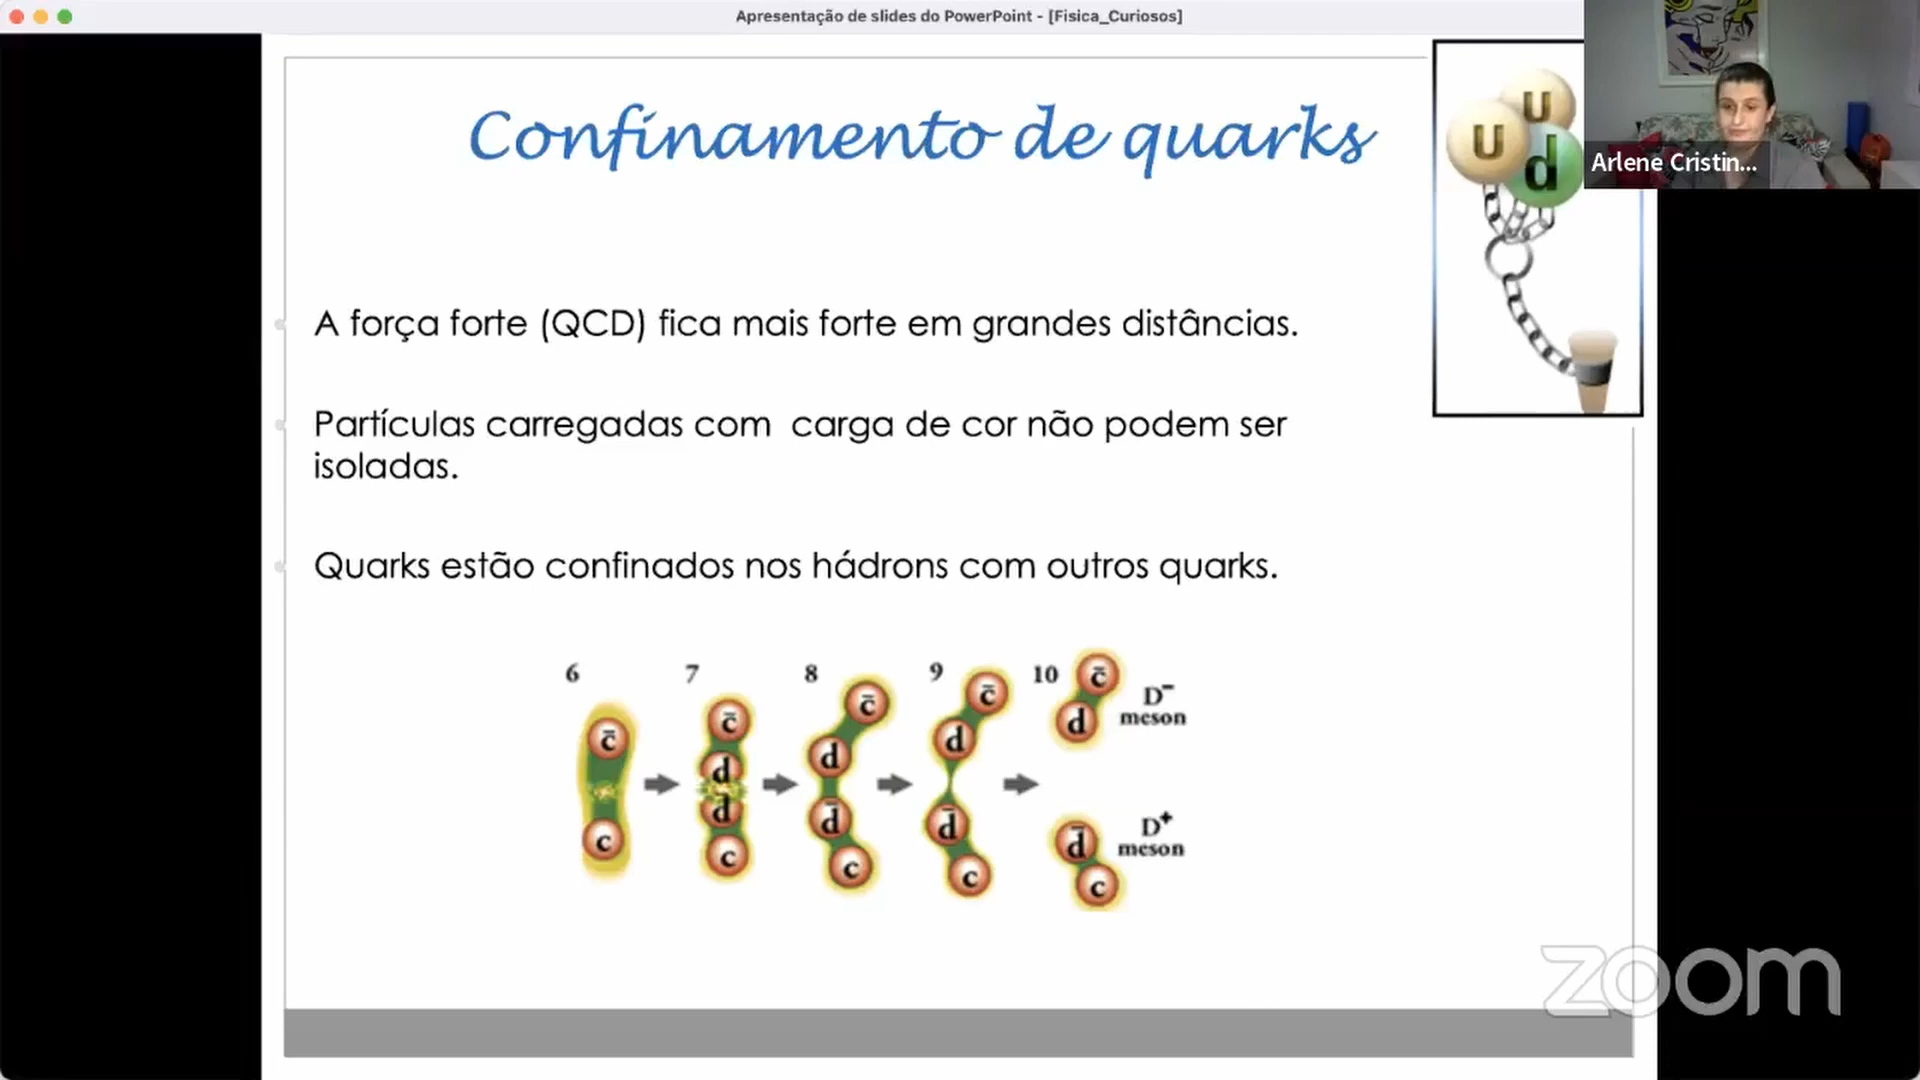 Apresentação de slides do PowerPoint - [Fisica_Curiosos]
Confinamento de quarks
u
u
d
Arlene Cristin...
A força forte (QCD) fica mais forte em grandes distâncias.
Partículas carregadas com carga de cor não podem ser
isoladas.
Quarks estão confinados nos hádrons com outros quarks.
6
c̄
c
7
c̄
d
d̄
c
8
c̄
d
d̄
c
9
c̄
d
d̄
c
10
c̄
d
D⁻
meson
d̄
c
D⁺
meson
zoom